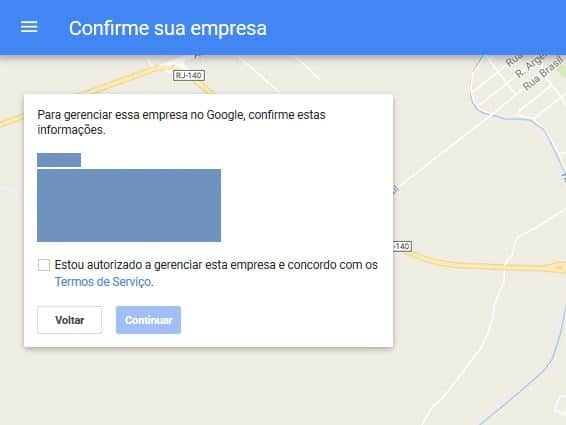 Confirme sua empresa
RJ-140
Rua
R. Arge
Rua Brasil
Para gerenciar essa empresa no Google, confirme estas
informações.
-140
Estou autorizado a gerenciar esta empresa e concordo com os
Termos de Serviço.
Voltar
Continuar